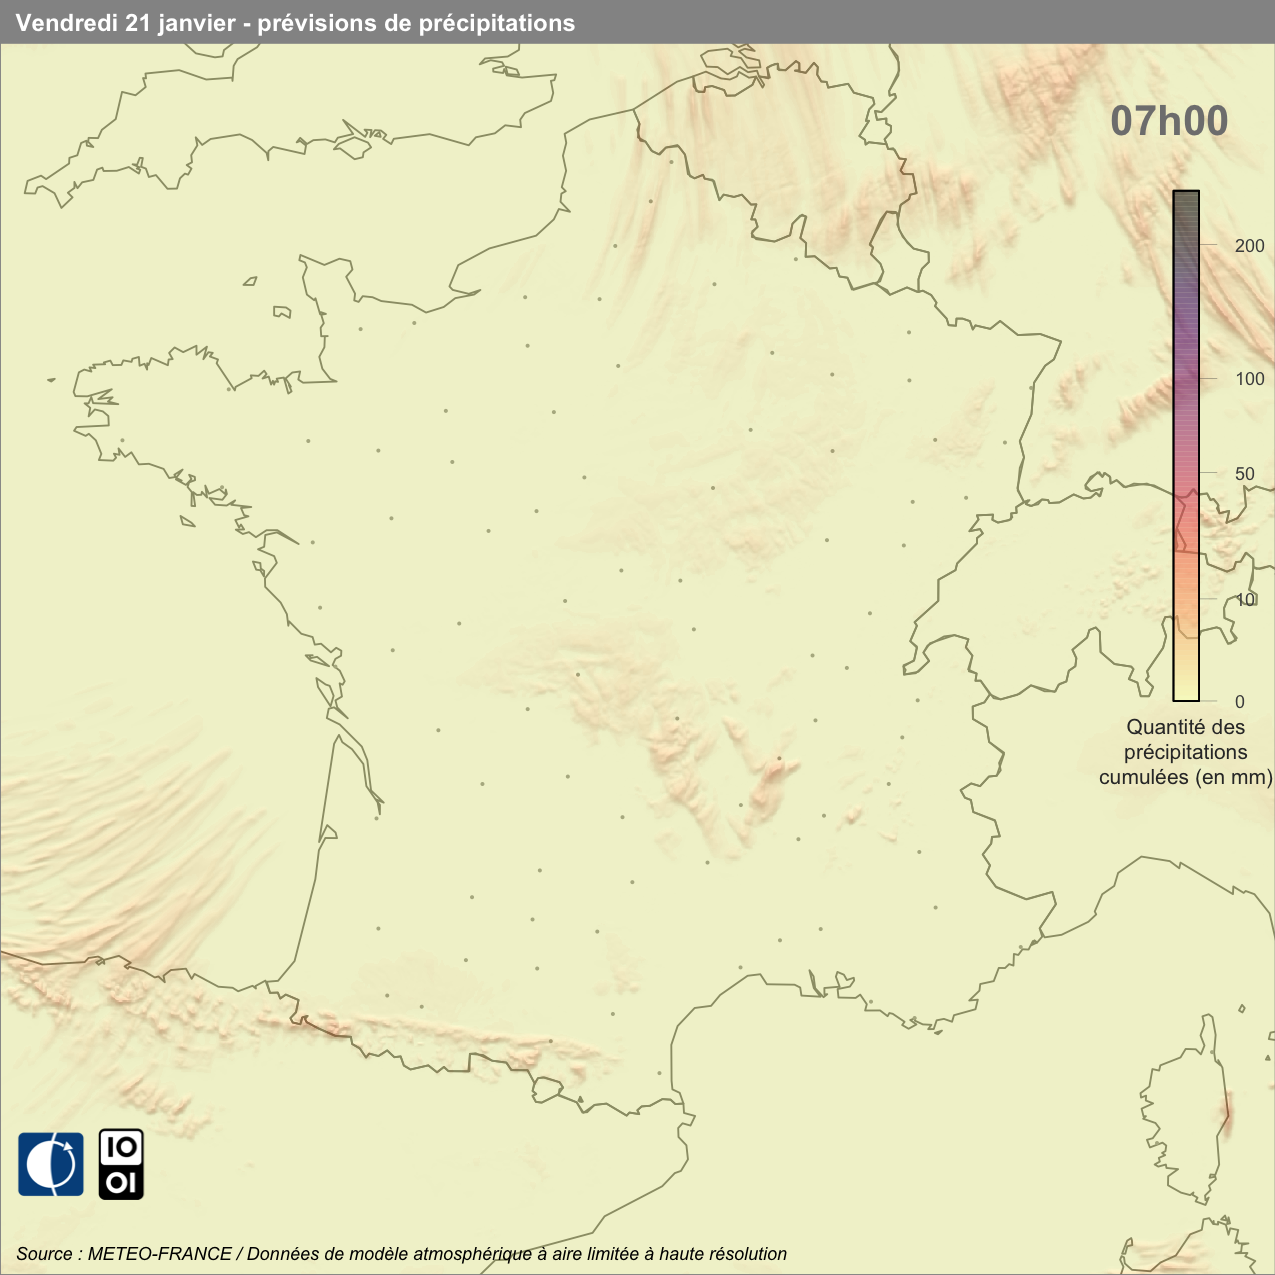 Vendredi 21 janvier - prévisions de précipitations
07h00
200
100
50
10
0
Quantité des
précipitations
cumulées (en mm)
IO
OI
Source : METEO-FRANCE / Données de modèle atmosphérique à aire limitée à haute résolution